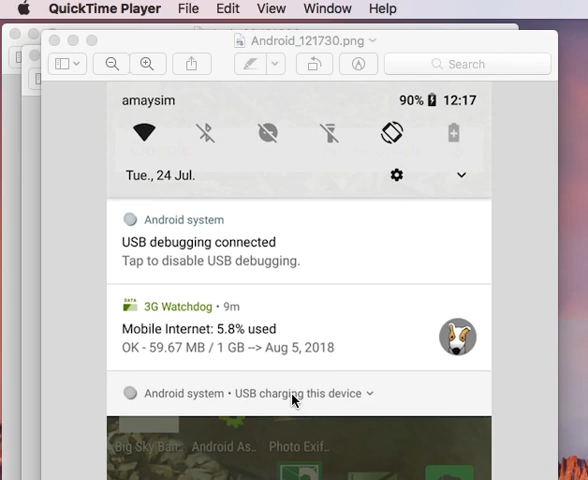 QuickTime Player File Edit View Window Help
Android_121730.png
Search
amaysim 90% 12:17
Tue., 24 Jul.
Android system
USB debugging connected
Tap to disable USB debugging.
DATA 3G Watchdog • 9m
Mobile Internet: 5.8% used
OK - 59.67 MB / 1 GB --> Aug 5, 2018
Android system • USB charging this device
Big Sky Ban.. Android As.. Photo Exif..